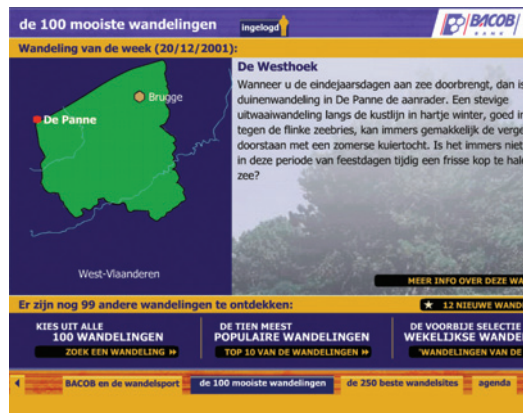 de 100 mooiste wandelingen
ingelogd
BACOB
BANK
Wandeling van de week (20/12/2001):
De Westhoek
Wanneer u de eindejaarsdagen aan zee doorbrengt, dan is
duinenwandeling in De Panne de aanrader. Een stevige
uitwaaiwandeling langs de kustlijn in hartje winter, goed in
tegen de flinke zeebries, kan immers gemakkelijk de verge
doorstaan met een zomerse kuiertocht. Is het immers niet
in deze periode van feestdagen tijdig een frisse kop te hale
zee?
Brugge
De Panne
West-Vlaanderen
MEER INFO OVER DEZE WA
Er zijn nog 99 andere wandelingen te ontdekken:
★ 12 NIEUWE WAND
KIES UIT ALLE
100 WANDELINGEN
ZOEK EEN WANDELING
DE TIEN MEEST
POPULAIRE WANDELINGEN
TOP 10 VAN DE WANDELINGEN
DE VOORBIJE SELECTIE
WEKELIJKSE WANDE
'WANDELINGEN VAN DE
BACOB en de wandelsport
de 100 mooiste wandelingen
de 250 beste wandelsites
agenda